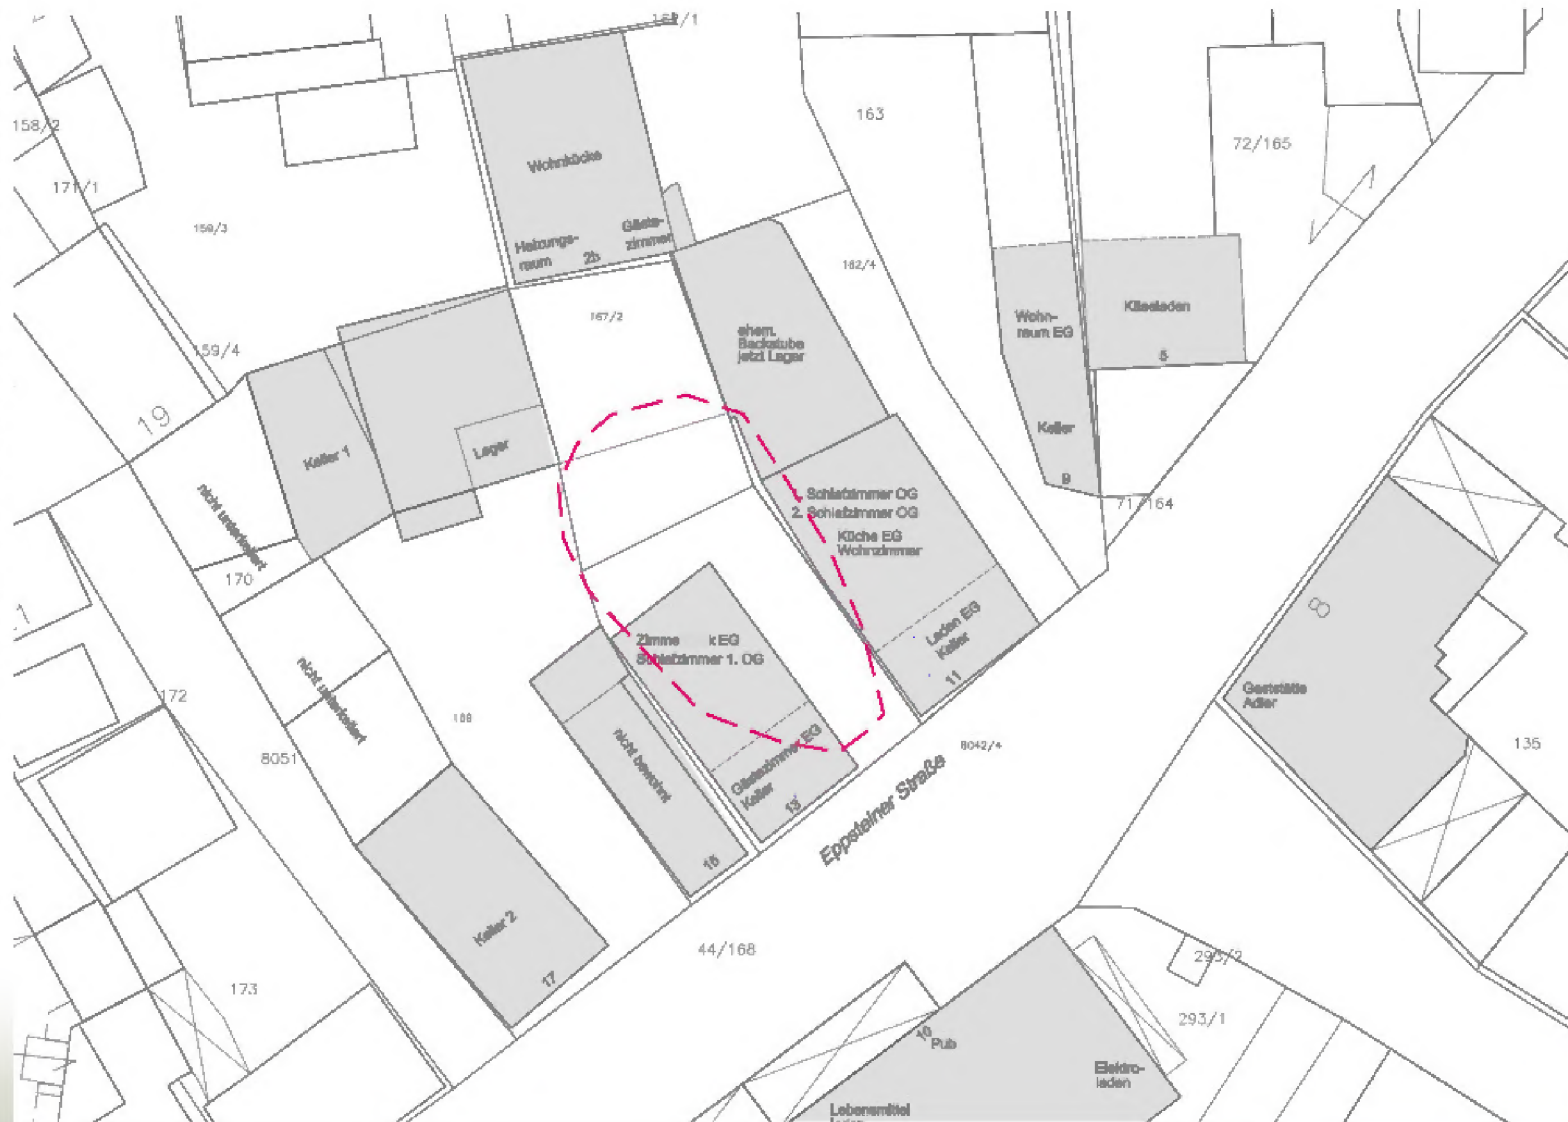 158/2
171/1
159/3
159/4
19
Wohnküche
Heizungs-
raum
2b
Gäste-
zimmer
167/2
163
162/4
72/165
Wohn-
raum EG
Käseladen
5
Keller
9
71/164
ehem.
Backstube
jetzt Lager
Keller 1
Lager
nicht unterkellert
170
Schlafzimmer OG
2. Schlafzimmer OG
Küche EG
Wohnzimmer
Laden EG
Keller
11
Zimme k EG
Schlafzimmer 1. OG
Gästezimmer EG
Keller
13
nicht bewohnt
15
nicht unterkellert
172
8051
Keller 2
17
173
Eppsteiner Straße
8042/4
44/168
8
Gaststätte
Adler
135
293/2
293/1
10
Pub
Elektro-
laden
Lebensmittel